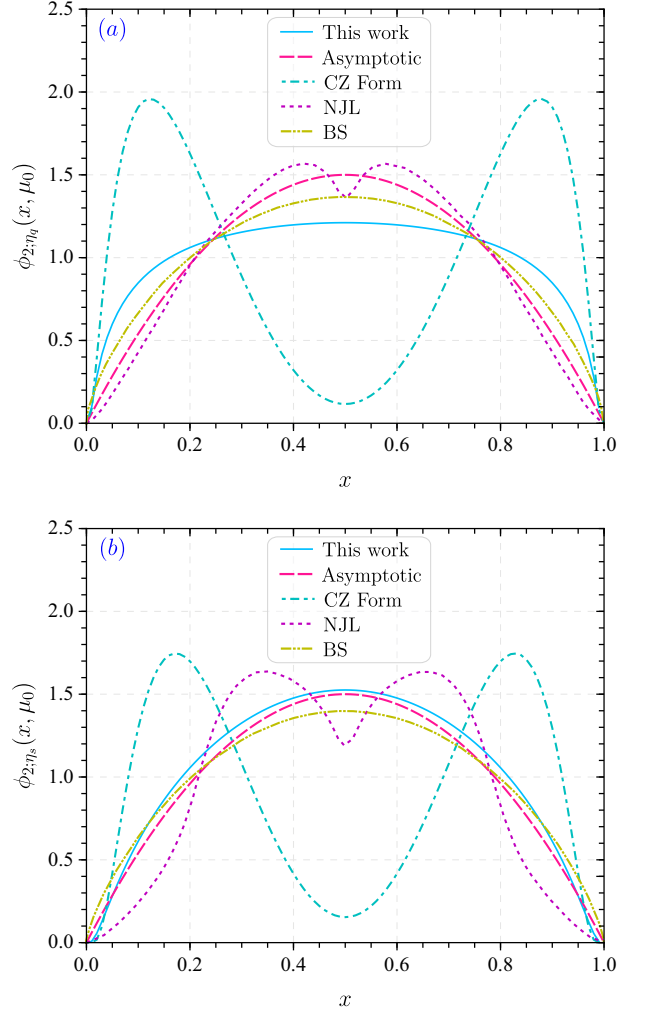 2.5
(a)
This work
Asymptotic
CZ Form
NJL
BS
2.0
1.5
1.0
0.5
0.0
ϕ₂;ηq(x, μ₀)
0.0 0.2 0.4 0.6 0.8 1.0
x
2.5
(b)
This work
Asymptotic
CZ Form
NJL
BS
2.0
1.5
1.0
0.5
0.0
ϕ₂;ηs(x, μ₀)
0.0 0.2 0.4 0.6 0.8 1.0
x